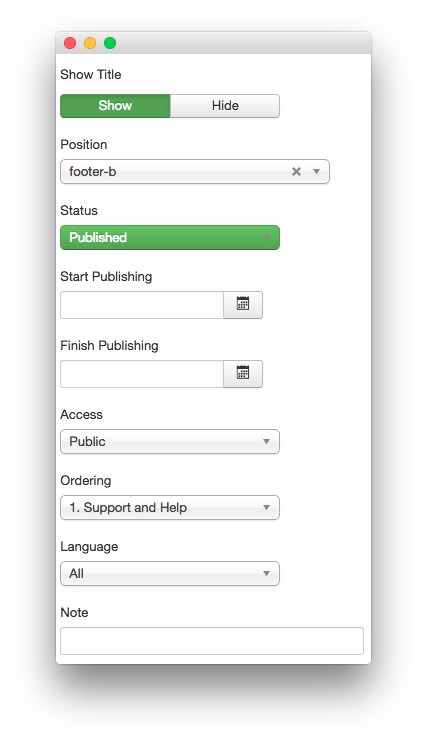 Show Title
Show Hide
Position
footer-b
Status
Published
Start Publishing
Finish Publishing
Access
Public
Ordering
1. Support and Help
Language
All
Note